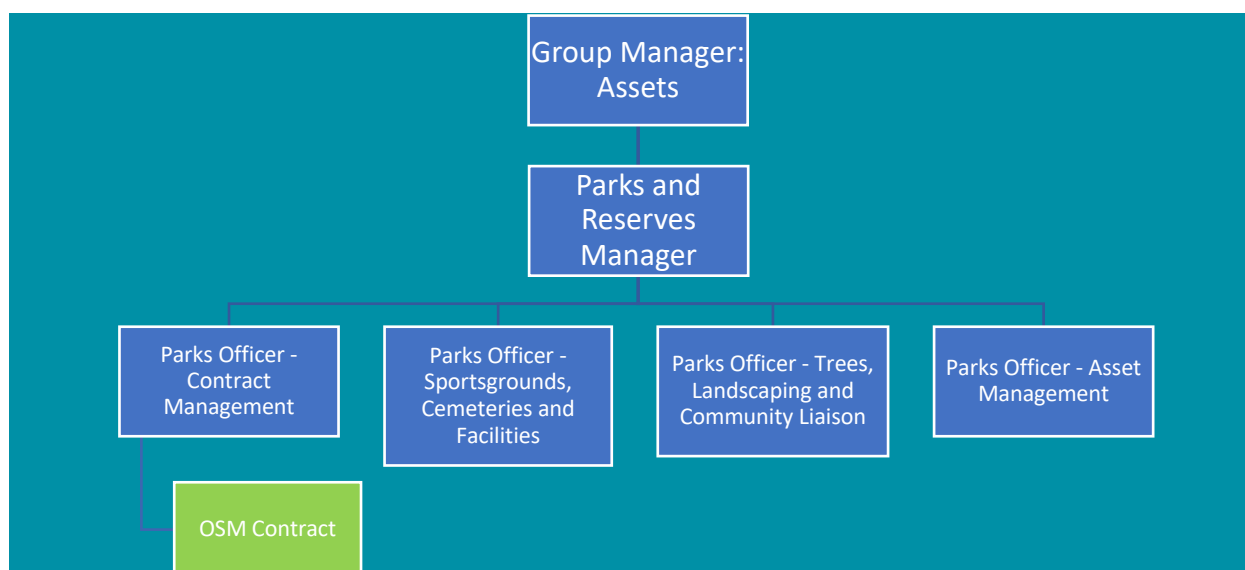 Group Manager:
Assets
Parks and
Reserves
Manager
Parks Officer -
Contract
Management
Parks Officer -
Sportsgrounds,
Cemeteries and
Facilities
Parks Officer - Trees,
Landscaping and
Community Liaison
Parks Officer - Asset
Management
OSM Contract